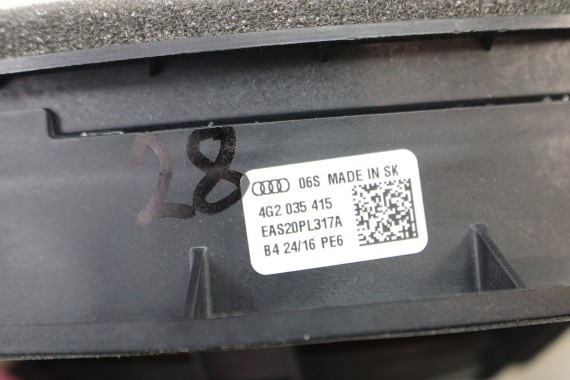 28
06S MADE IN SK
4G2 035 415
EAS20PL317A
B4 24/16 PE6